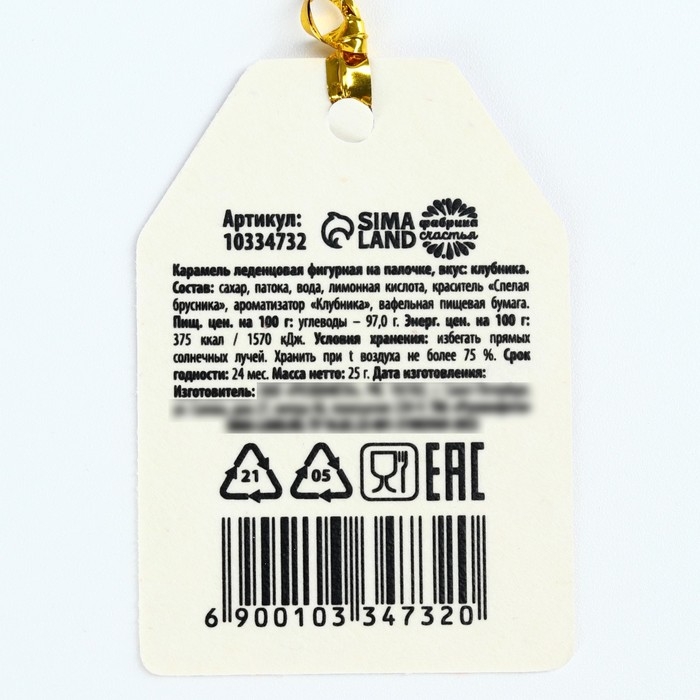 Артикул:
10334732
SIMA
LAND
фабрика
счастья
Карамель леденцовая фигурная на палочке, вкус: клубника.
Состав: сахар, патока, вода, лимонная кислота, краситель «Спелая
брусника», ароматизатор «Клубника», вафельная пищевая бумага.
Пищ. цен. на 100 г: углеводы – 97,0 г. Энерг. цен. на 100 г:
375 ккал / 1570 кДж. Условия хранения: избегать прямых
солнечных лучей. Хранить при t воздуха не более 75 %. Срок
годности: 24 мес. Масса нетто: 25 г. Дата изготовления:
Изготовитель:
21 05 EAC
6 900103 347320